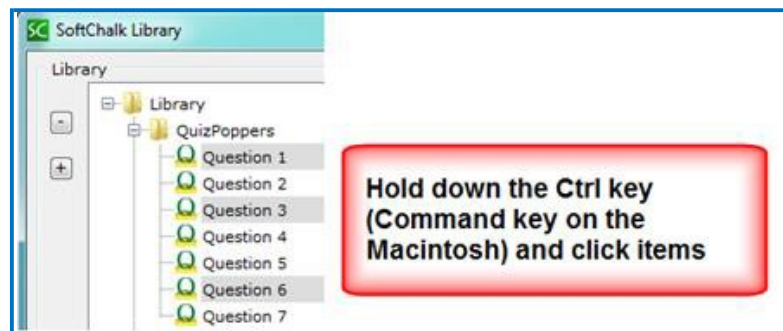 SC SoftChalk Library
Library
Library
QuizPoppers
Question 1
Question 2
Question 3
Question 4
Question 5
Question 6
Question 7
Hold down the Ctrl key
(Command key on the
Macintosh) and click items